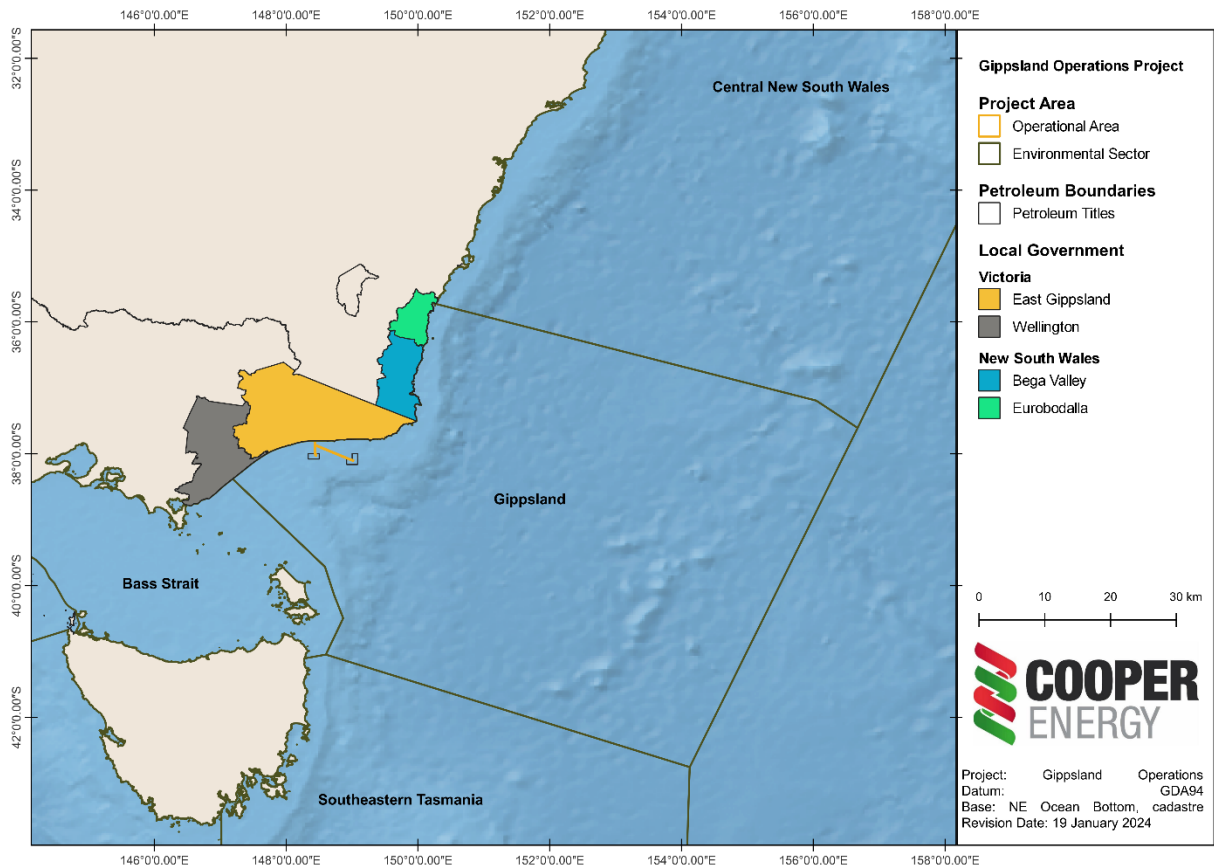 146°0'0.00"E 148°0'0.00"E 150°0'0.00"E 152°0'0.00"E 154°0'0.00"E 156°0'0.00"E 158°0'0.00"E
32°0'0.00"S
34°0'0.00"S
36°0'0.00"S
38°0'0.00"S
40°0'0.00"S
42°0'0.00"S
Central New South Wales
Gippsland
Bass Strait
Southeastern Tasmania
146°0'0.00"E 148°0'0.00"E 150°0'0.00"E 152°0'0.00"E 154°0'0.00"E 156°0'0.00"E 158°0'0.00"E
Gippsland Operations Project
Project Area
Operational Area
Environmental Sector
Petroleum Boundaries
Petroleum Titles
Local Government
Victoria
East Gippsland
Wellington
New South Wales
Bega Valley
Eurobodalla
0 10 20 30 km
COOPER
ENERGY
Project: Gippsland Operations
Datum: GDA94
Base: NE Ocean Bottom, cadastre
Revision Date: 19 January 2024